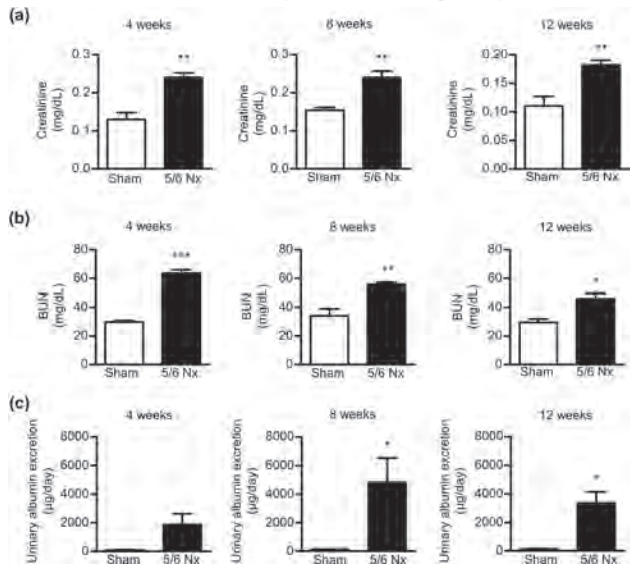 (a)
4 weeks
8 weeks
12 weeks
Creatinine
(mg/dL)
0.3
0.2
0.1
0.0
**
Sham
5/6 Nx
Creatinine
(mg/dL)
0.3
0.2
0.1
0.0
**
Sham
5/6 Nx
Creatinine
(mg/dL)
0.20
0.15
0.10
0.05
0.00
**
Sham
5/6 Nx
(b)
4 weeks
8 weeks
12 weeks
BUN
(mg/dL)
80
60
40
20
0
***
Sham
5/6 Nx
BUN
(mg/dL)
80
60
40
20
0
**
Sham
5/6 Nx
BUN
(mg/dL)
80
60
40
20
0
*
Sham
5/6 Nx
(c)
4 weeks
8 weeks
12 weeks
Urinary albumin excretion
(µg/day)
8000
6000
4000
2000
0
Sham
5/6 Nx
Urinary albumin excretion
(µg/day)
8000
6000
4000
2000
0
*
Sham
5/6 Nx
Urinary albumin excretion
(µg/day)
8000
6000
4000
2000
0
*
Sham
5/6 Nx